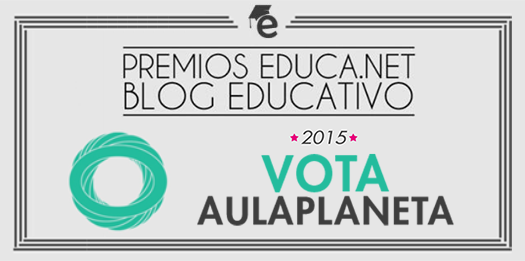 e
PREMIOS EDUCA.NET
BLOG EDUCATIVO
2015
VOTA
AULAPLANETA